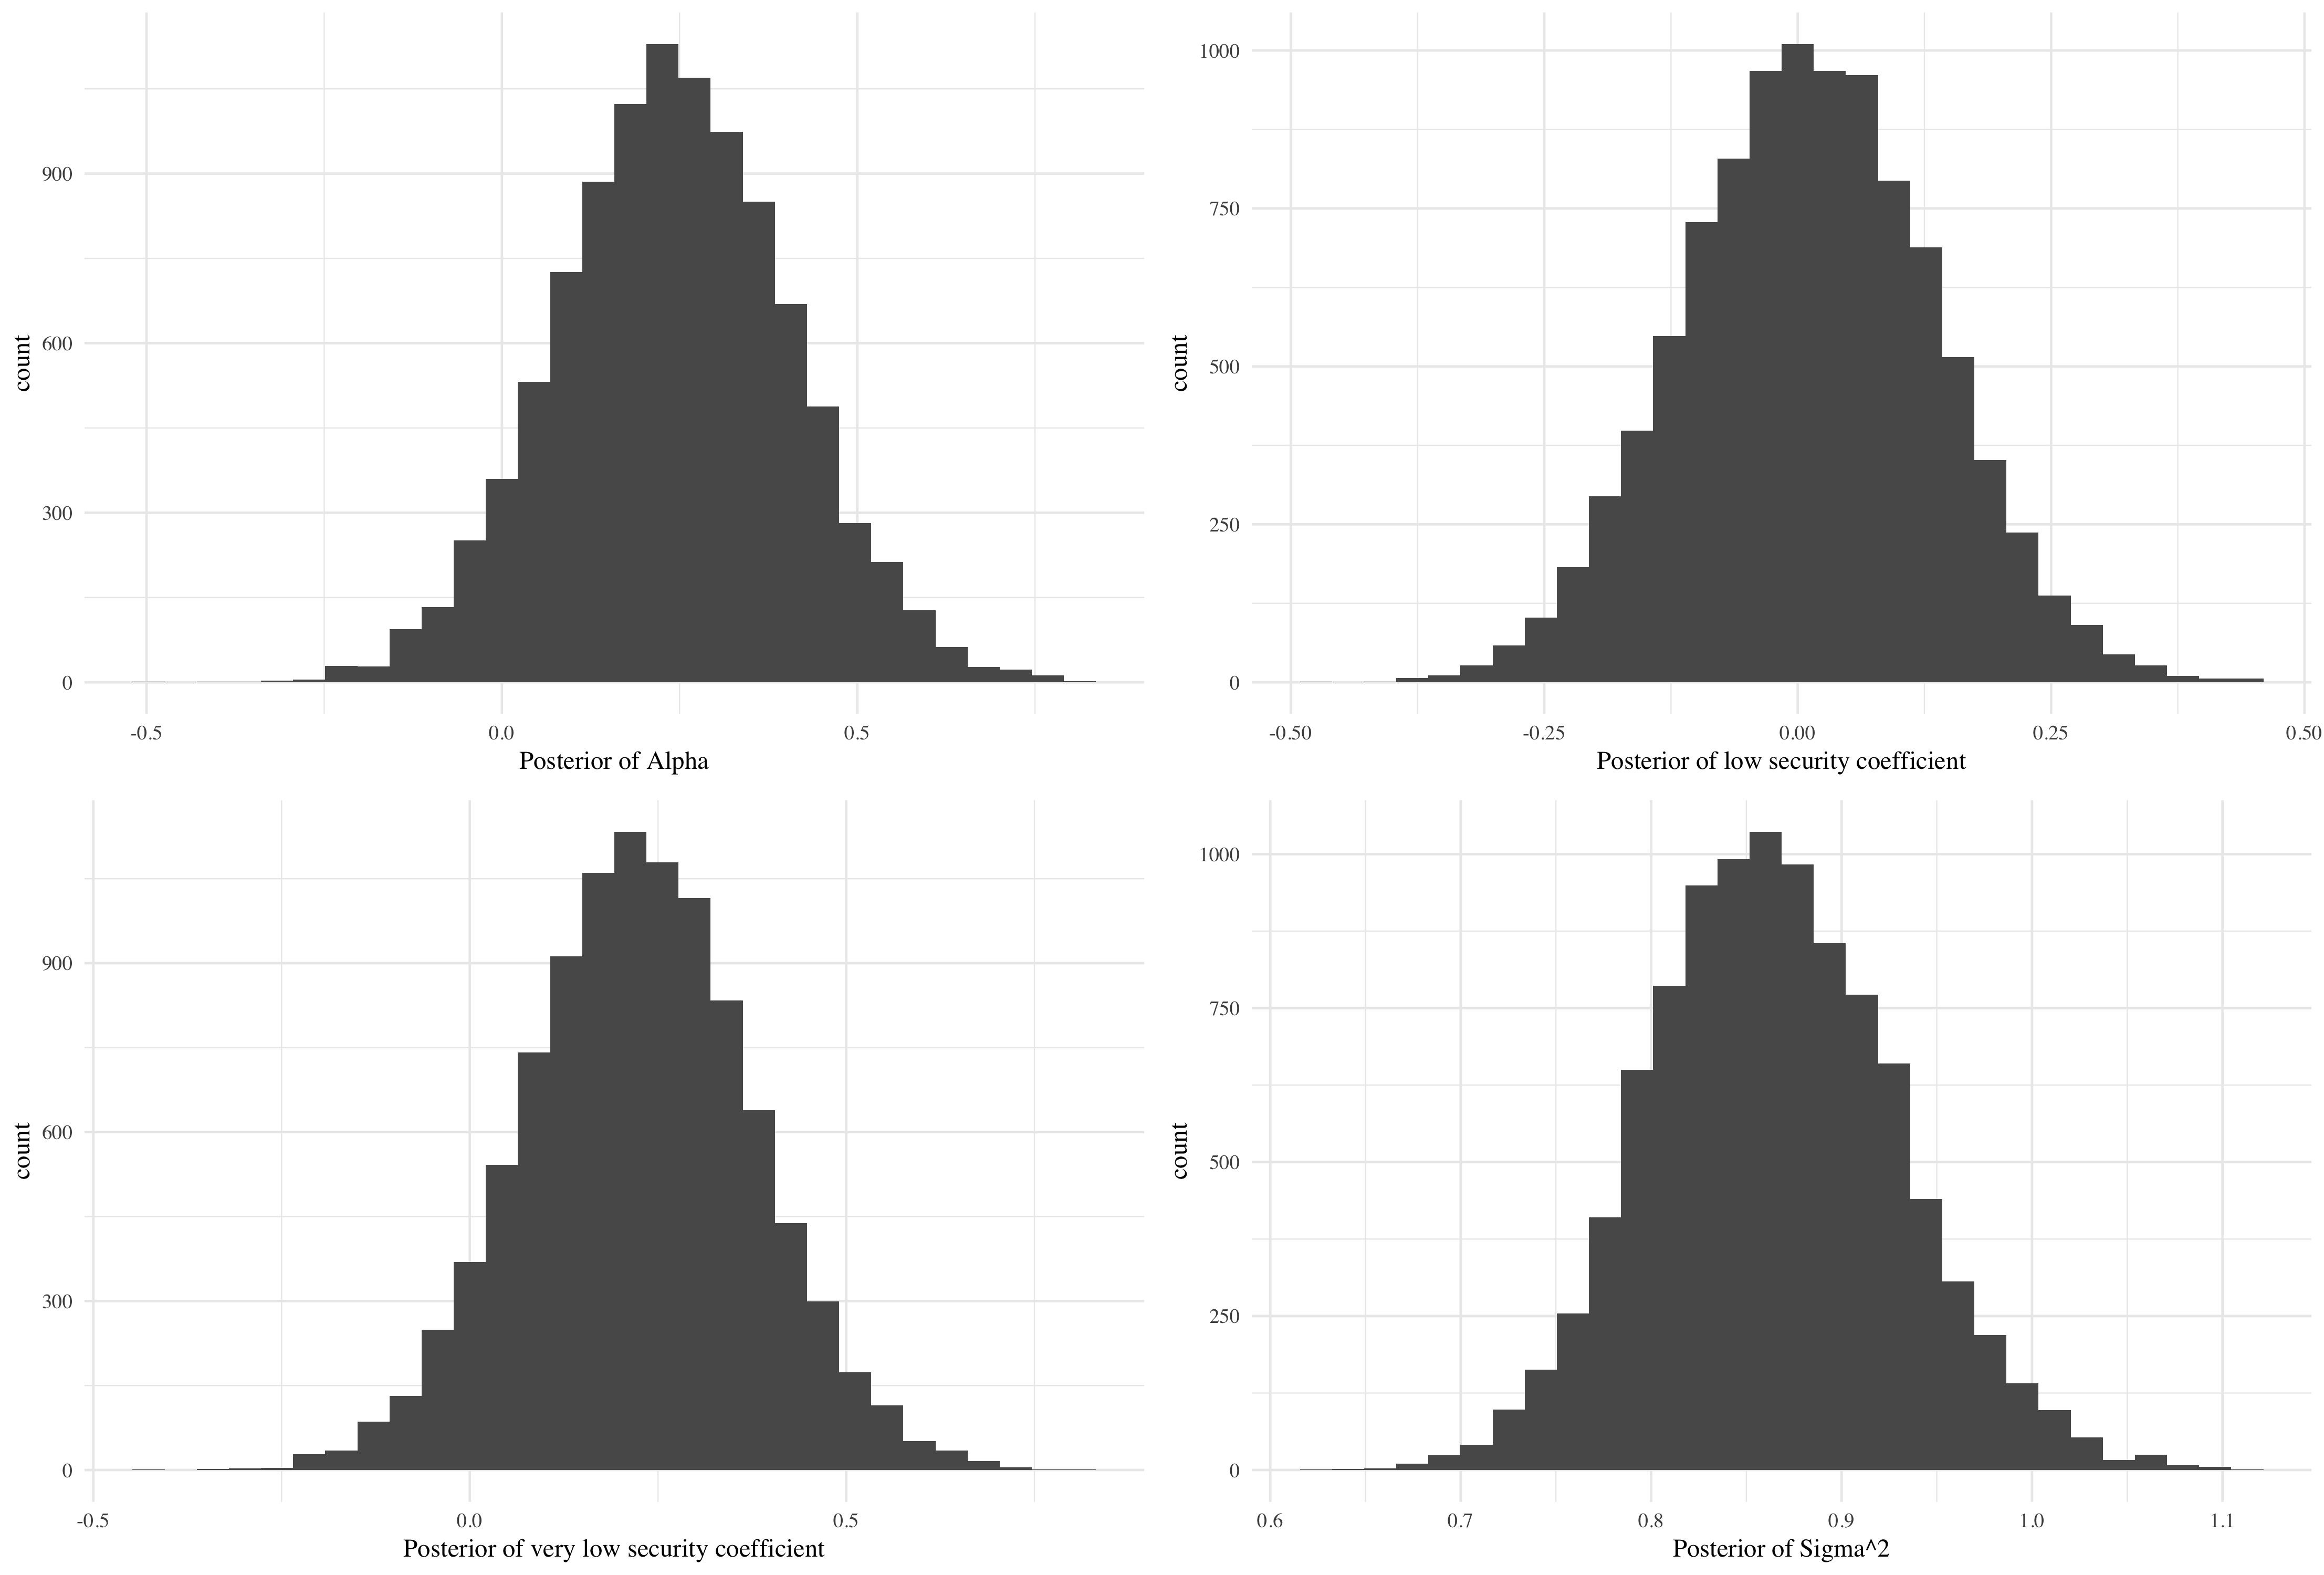 count
900
600
300
0
-0.5 0.0 0.5
Posterior of Alpha
count
1000
750
500
250
0
-0.50 -0.25 0.00 0.25 0.50
Posterior of low security coefficient
count
900
600
300
0
-0.5 0.0 0.5
Posterior of very low security coefficient
count
1000
750
500
250
0
0.6 0.7 0.8 0.9 1.0 1.1
Posterior of Sigma^2